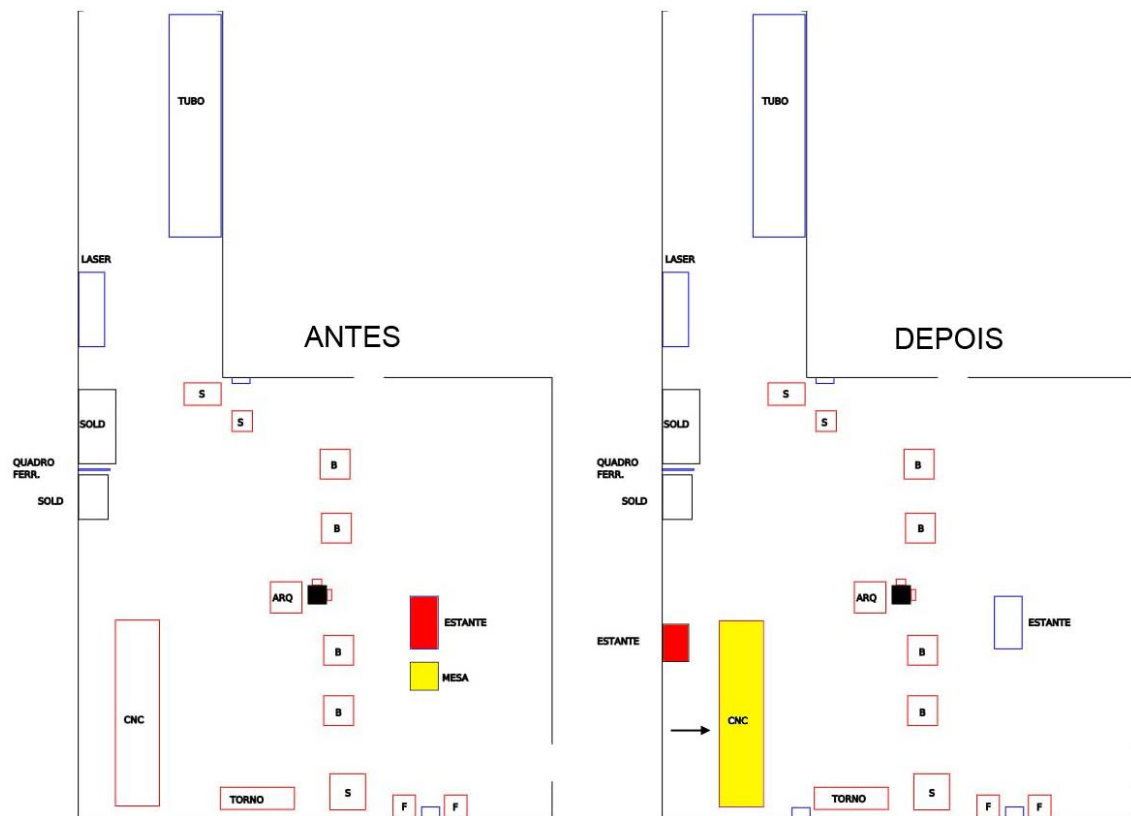 TUBO
LASER
ANTES
S
SOLD
S
QUADRO
FERR.
B
SOLD
B
ARQ
ESTANTE
B
MESA
CNC
B
TORNO
S
F
F
TUBO
LASER
DEPOIS
S
SOLD
S
QUADRO
FERR.
B
SOLD
B
ARQ
ESTANTE
ESTANTE
B
CNC
B
TORNO
S
F
F